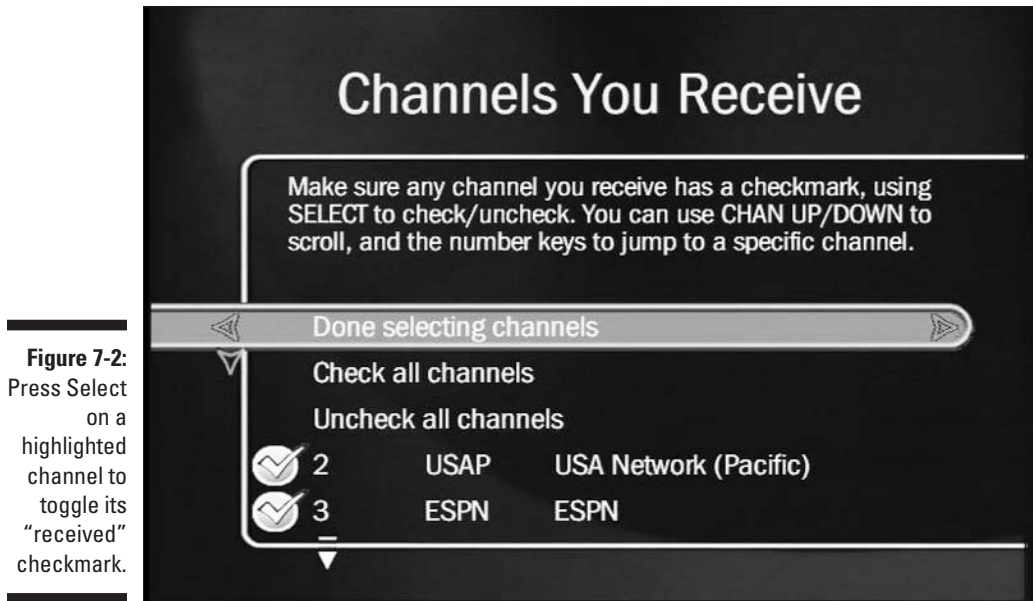 Channels You Receive
Make sure any channel you receive has a checkmark, using
SELECT to check/uncheck. You can use CHAN UP/DOWN to
scroll, and the number keys to jump to a specific channel.
Done selecting channels
Check all channels
Uncheck all channels
2 USAP USA Network (Pacific)
3 ESPN ESPN
Figure 7-2:
Press Select
on a
highlighted
channel to
toggle its
“received”
checkmark.